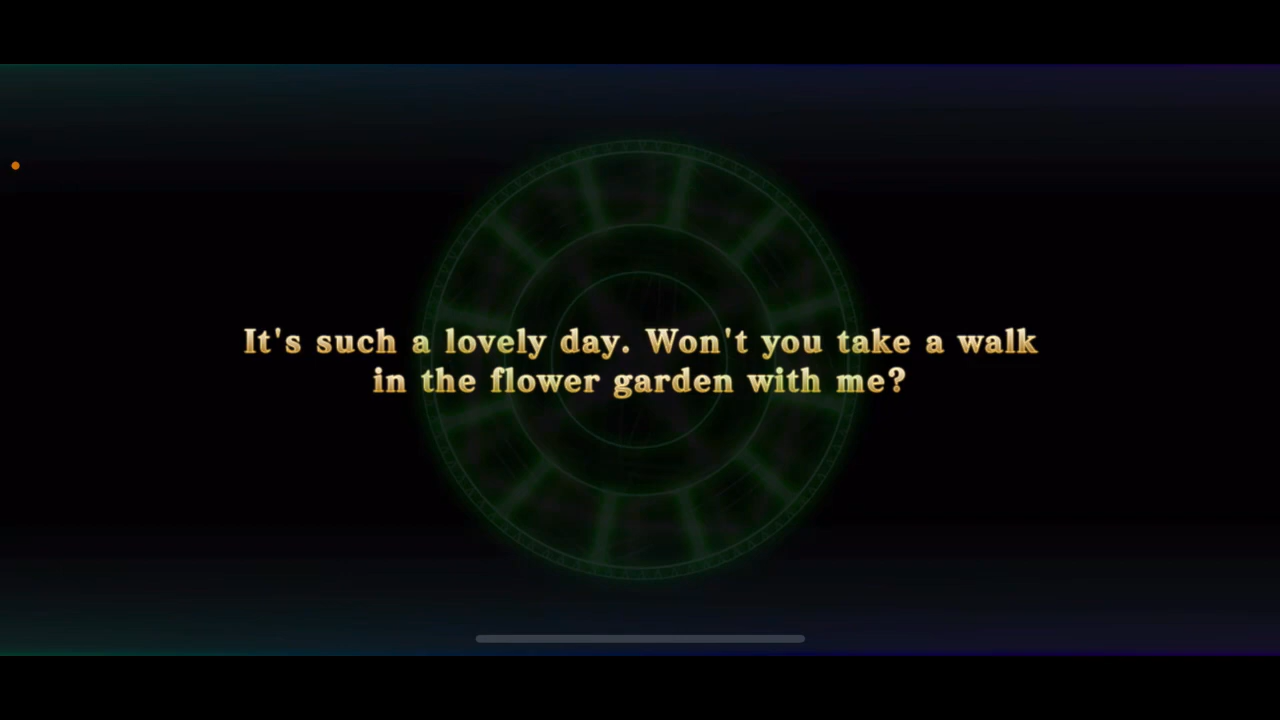 It's such a lovely day. Won't you take a walk
in the flower garden with me?